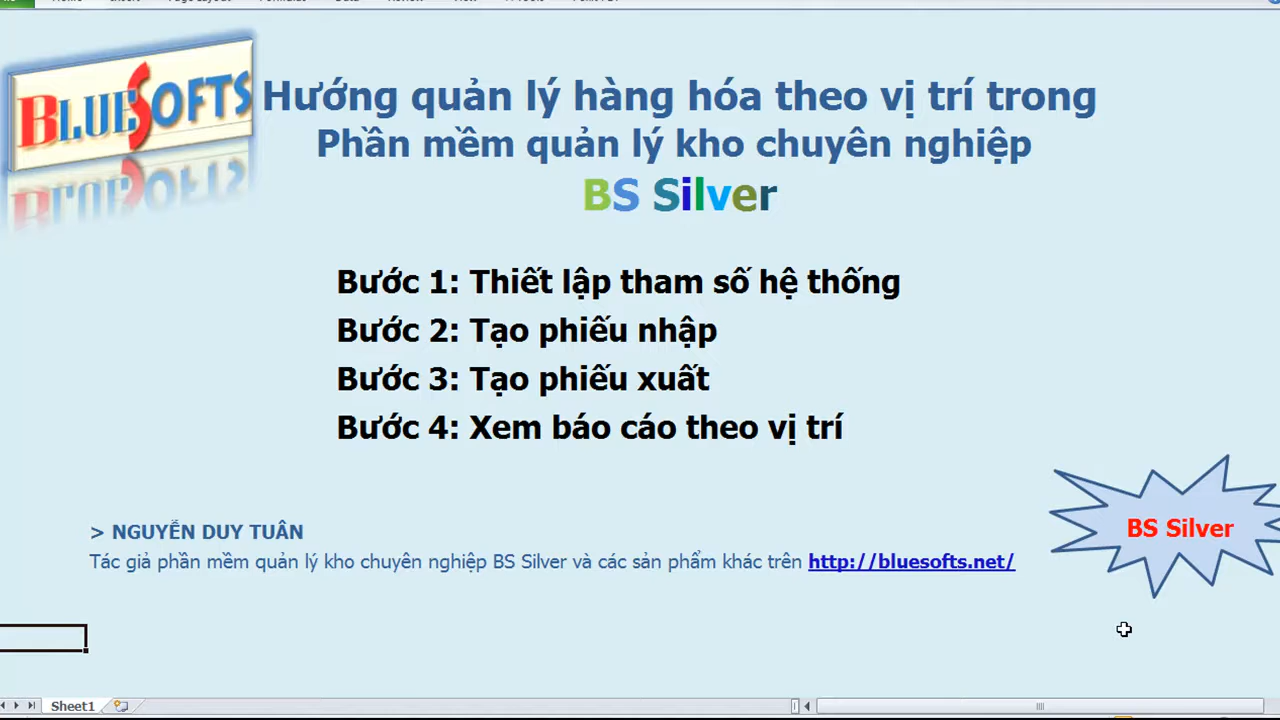 BLUESOFTS
Hướng quản lý hàng hóa theo vị trí trong
Phần mềm quản lý kho chuyên nghiệp
BS Silver
Bước 1: Thiết lập tham số hệ thống
Bước 2: Tạo phiếu nhập
Bước 3: Tạo phiếu xuất
Bước 4: Xem báo cáo theo vị trí
BS Silver
> NGUYỄN DUY TUÂN
Tác giả phần mềm quản lý kho chuyên nghiệp BS Silver và các sản phẩm khác trên http://bluesofts.net/
Sheet1